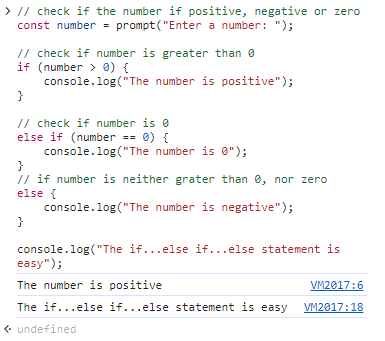 // check if the number if positive, negative or zero
const number = prompt("Enter a number: ");
// check if number is greater than 0
if (number > 0) {
console.log("The number is positive");
}
// check if number is 0
else if (number == 0) {
console.log("The number is 0");
}
// if number is neither grater than 0, nor zero
else {
console.log("The number is negative");
}
console.log("The if...else if...else statement is
easy");
The number is positive VM2017:6
The if...else if...else statement is easy VM2017:18
undefined